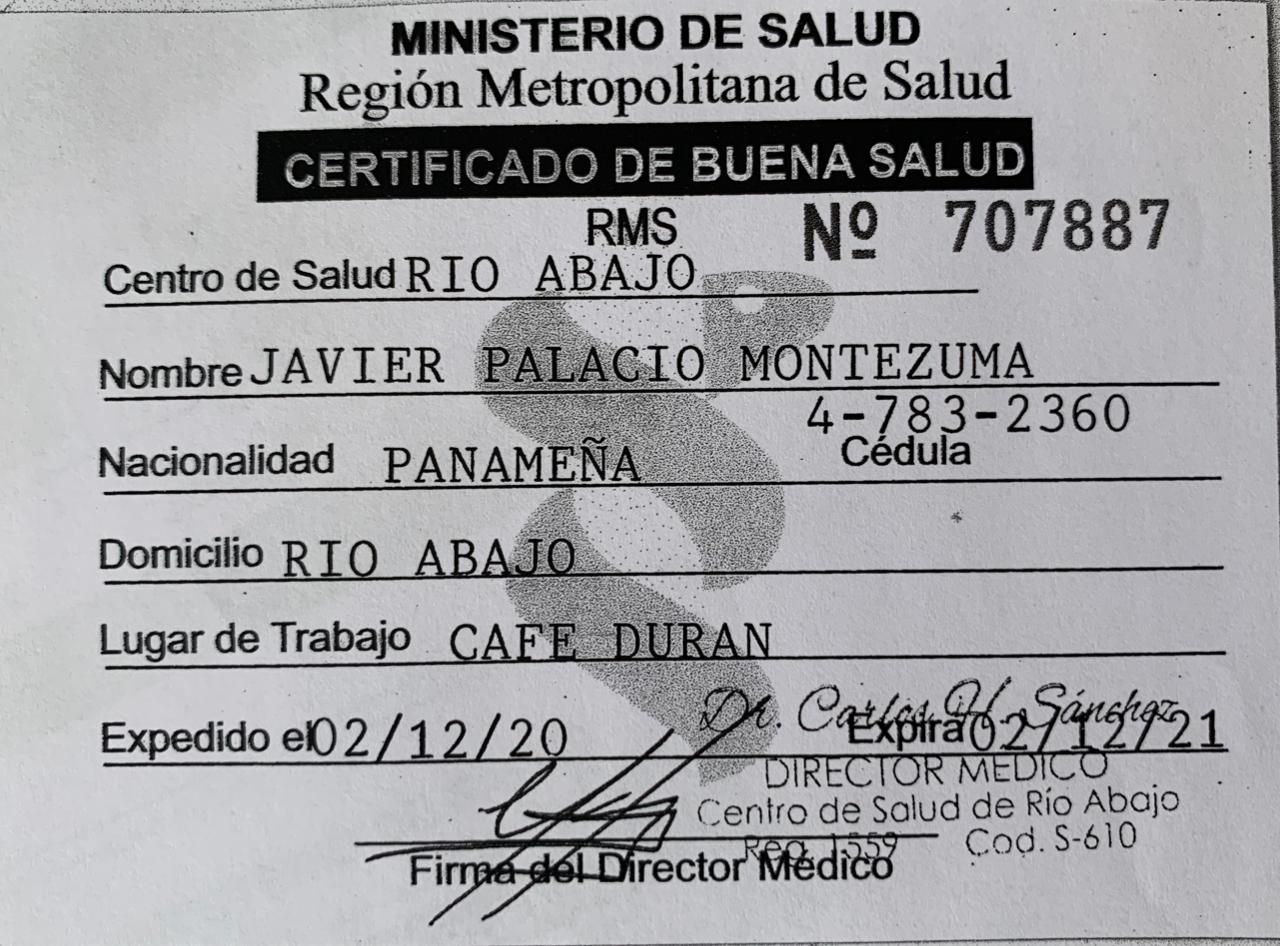 MINISTERIO DE SALUD
Región Metropolitana de Salud
CERTIFICADO DE BUENA SALUD
RMS Nº 707887
Centro de Salud RIO ABAJO
Nombre JAVIER PALACIO MONTEZUMA
4-783-2360
Nacionalidad PANAMEÑA Cédula
Domicilio RIO ABAJO
Lugar de Trabajo CAFE DURAN
Dr. Carlos H. Sánchez
Expedido el 02/12/20 Expira 02/12/21
DIRECTOR MEDICO
Centro de Salud de Río Abajo
Reg. 1559 Cod. S-610
Firma del Director Médico